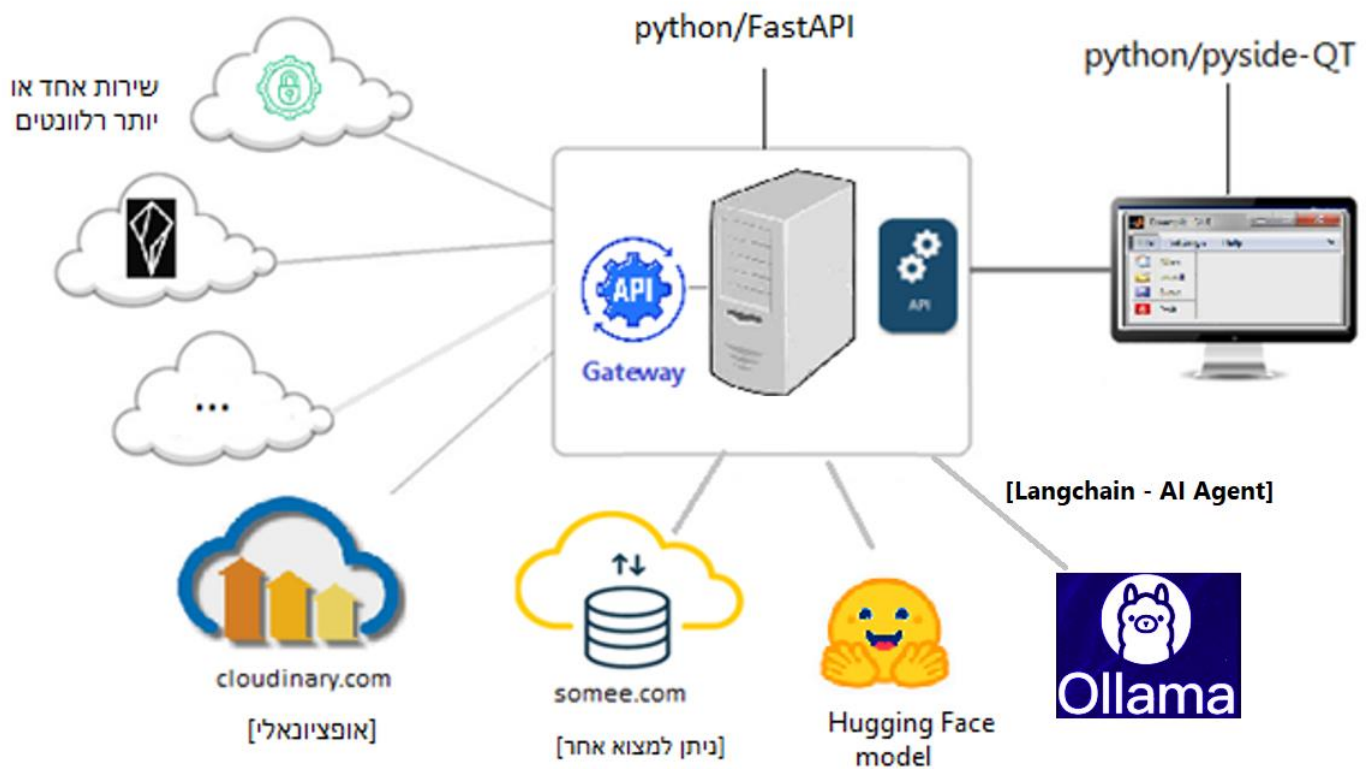 python/FastAPI
python/pyside-QT
שירות אחד או
יותר רלוונטים
API
Gateway
API
...
[Langchain - AI Agent]
cloudinary.com
[אופציונאלי]
somee.com
[ניתן למצוא אחר]
Hugging Face
model
Ollama